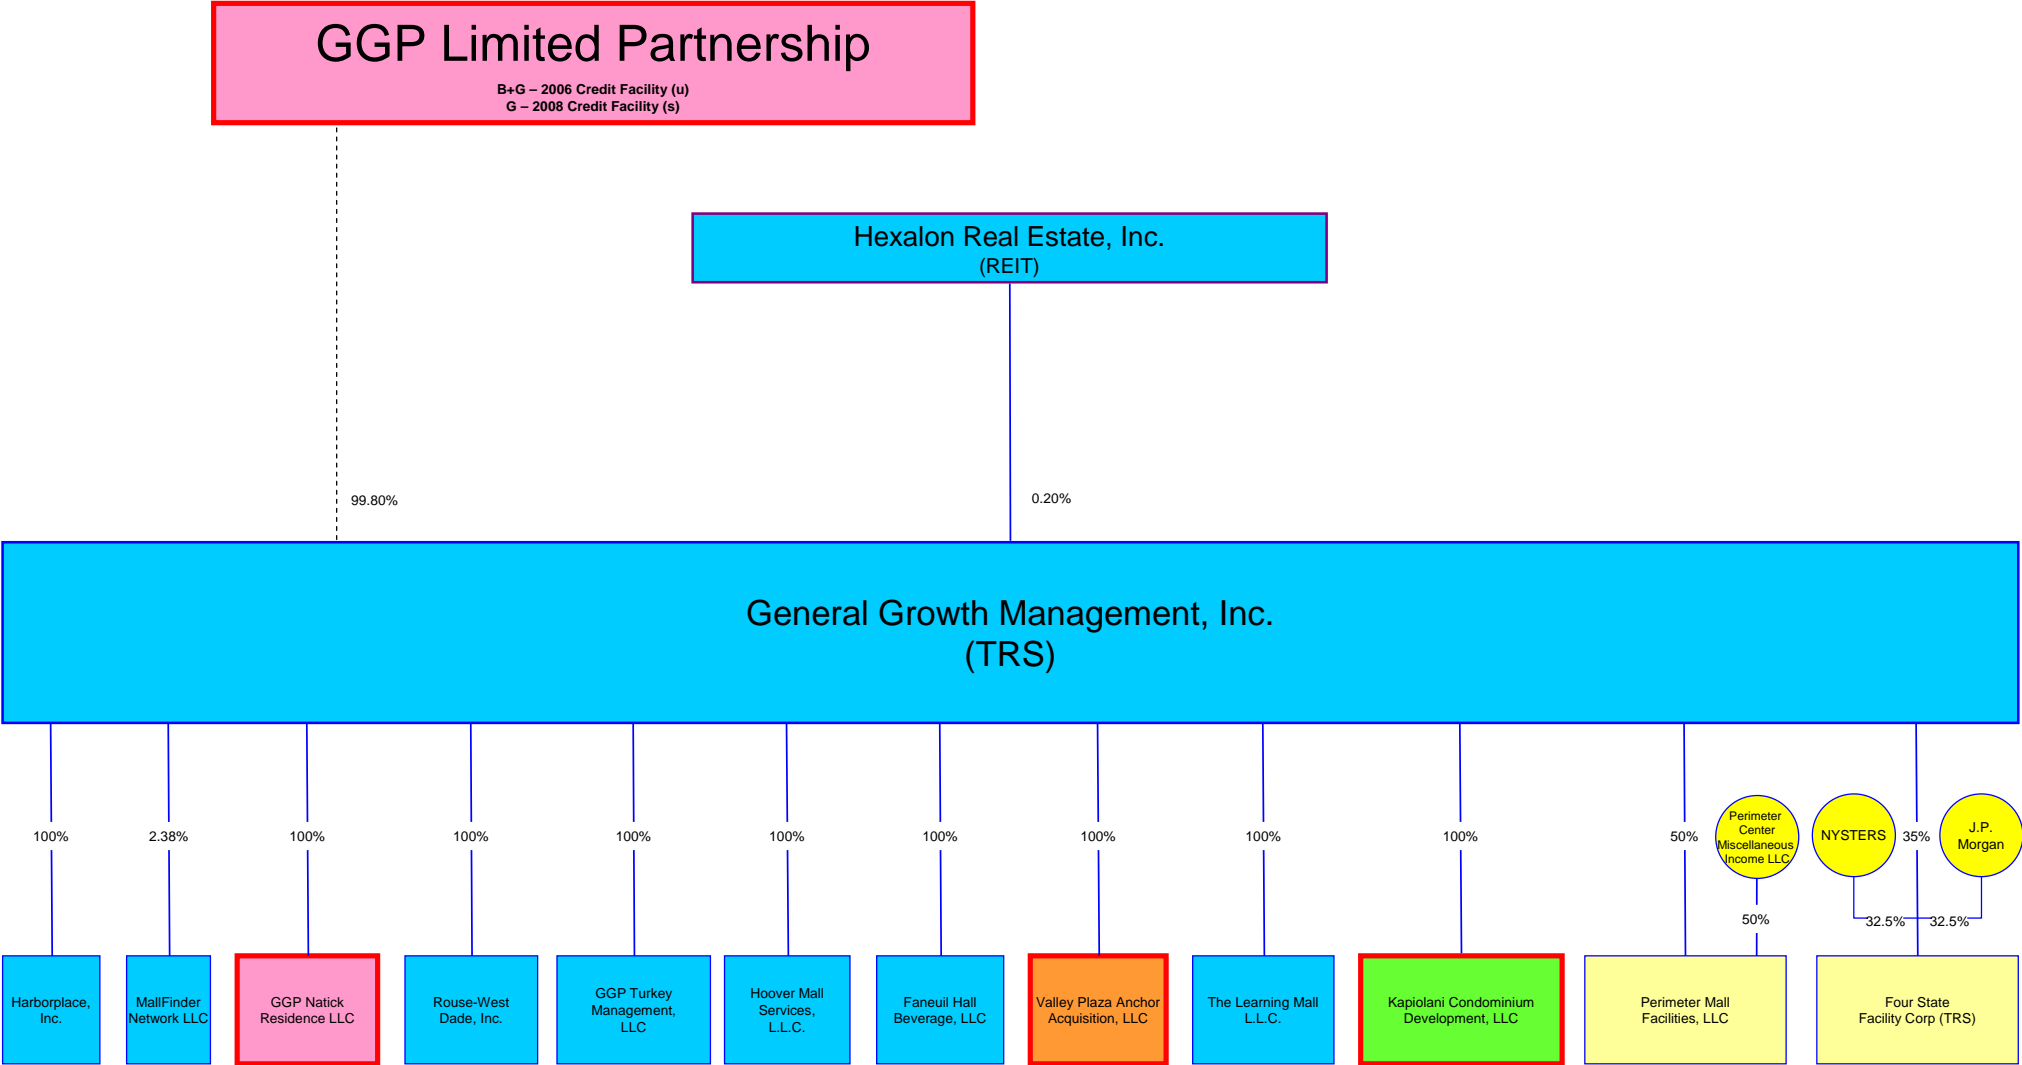 GGP Limited Partnership
B+G – 2006 Credit Facility (u)
G – 2008 Credit Facility (s)
Hexalon Real Estate, Inc.
(REIT)
99.80%
0.20%
General Growth Management, Inc.
(TRS)
100%
2.38%
100%
100%
100%
100%
100%
100%
100%
100%
50%
Perimeter
Center
Miscellaneous
Income LLC
NYSTERS
35%
J.P.
Morgan
50%
32.5%
32.5%
Harborplace,
Inc.
MallFinder
Network LLC
GGP Natick
Residence LLC
Rouse-West
Dade, Inc.
GGP Turkey
Management,
LLC
Hoover Mall
Services,
L.L.C.
Faneuil Hall
Beverage, LLC
Valley Plaza Anchor
Acquisition, LLC
The Learning Mall
L.L.C.
Kapiolani Condominium
Development, LLC
Perimeter Mall
Facilities, LLC
Four State
Facility Corp (TRS)